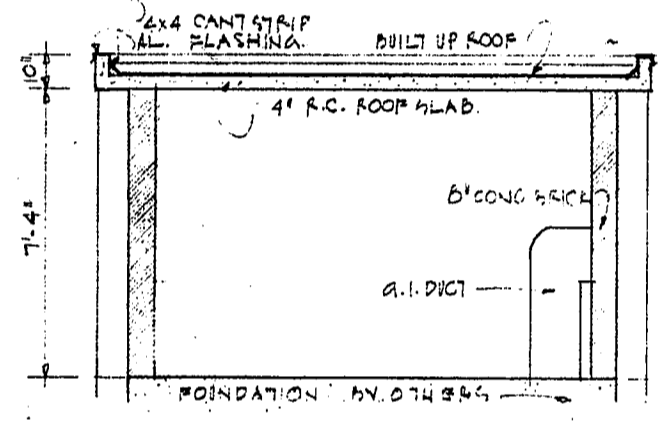 4x4 CANT STRIP
AL. FLASHING.
BUILT UP ROOF
10"
4" R.C. ROOF SLAB.
8" CONC BRICK
7'-4"
G.I. DUCT
FOUNDATION BY OTHERS